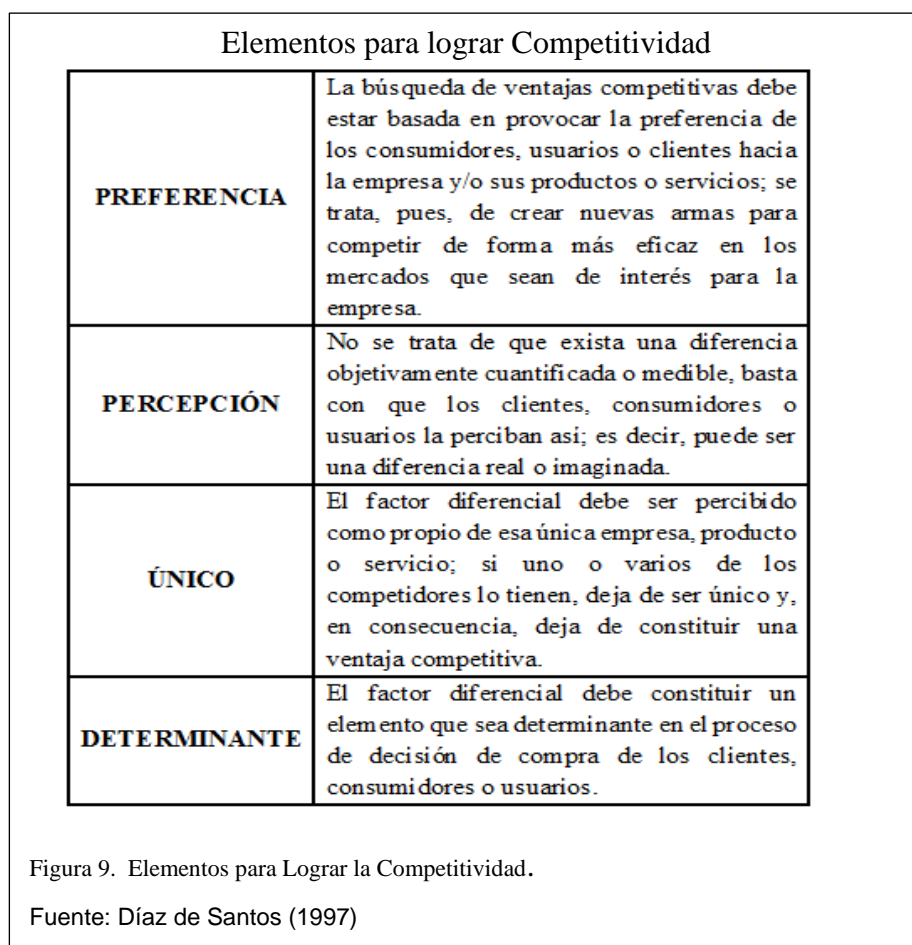 Elementos para lograr Competitividad
PREFERENCIA
La búsqueda de ventajas competitivas debe
estar basada en provocar la preferencia de
los consumidores, usuarios o clientes hacia
la empresa y/o sus productos o servicios; se
trata, pues, de crear nuevas armas para
competir de forma más eficaz en los
mercados que sean de interés para la
empresa.
PERCEPCIÓN
No se trata de que exista una diferencia
objetivamente cuantificada o medible, basta
con que los clientes, consumidores o
usuarios la perciban así; es decir, puede ser
una diferencia real o imaginada.
ÚNICO
El factor diferencial debe ser percibido
como propio de esa única empresa, producto
o servicio; si uno o varios de los
competidores lo tienen, deja de ser único y,
en consecuencia, deja de constituir una
ventaja competitiva.
DETERMINANTE
El factor diferencial debe constituir un
elemento que sea determinante en el proceso
de decisión de compra de los clientes,
consumidores o usuarios.
Figura 9. Elementos para Lograr la Competitividad.
Fuente: Díaz de Santos (1997)